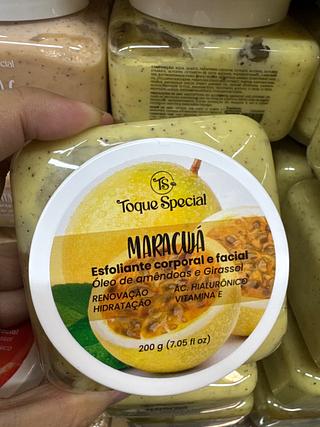 TS
Toque Special
MARACUJÁ
Esfoliante corporal e facial
Óleo de amêndoas e Girassol
RENOVAÇÃO
HIDRATAÇÃO
ÁC. HIALURÔNICO
VITAMINA E
200 g (7.05 fl oz)